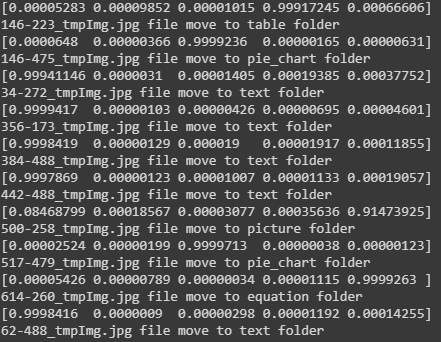 [0.00005283 0.00009852 0.00001015 0.99917245 0.00066606]
146-223_tmpImg.jpg file move to table folder
[0.0000648  0.00000366 0.9999236  0.00000165 0.00000631]
146-475_tmpImg.jpg file move to pie_chart folder
[0.99941146 0.0000031  0.00001405 0.00019385 0.00037752]
34-272_tmpImg.jpg file move to text folder
[0.9999417  0.00000103 0.00000426 0.00000695 0.00004601]
356-173_tmpImg.jpg file move to text folder
[0.9998419  0.00000129 0.000019   0.00001917 0.00011855]
384-488_tmpImg.jpg file move to text folder
[0.9997869  0.00000123 0.00001007 0.00001133 0.00019057]
442-488_tmpImg.jpg file move to text folder
[0.08468799 0.00018567 0.00003077 0.00035636 0.91473925]
500-258_tmpImg.jpg file move to picture folder
[0.00002524 0.00000199 0.9999713  0.00000038 0.00000123]
517-479_tmpImg.jpg file move to pie_chart folder
[0.00005426 0.00000789 0.00000034 0.00001115 0.9999263 ]
614-260_tmpImg.jpg file move to equation folder
[0.9998416  0.0000009  0.00000298 0.00001192 0.00014255]
62-488_tmpImg.jpg file move to text folder